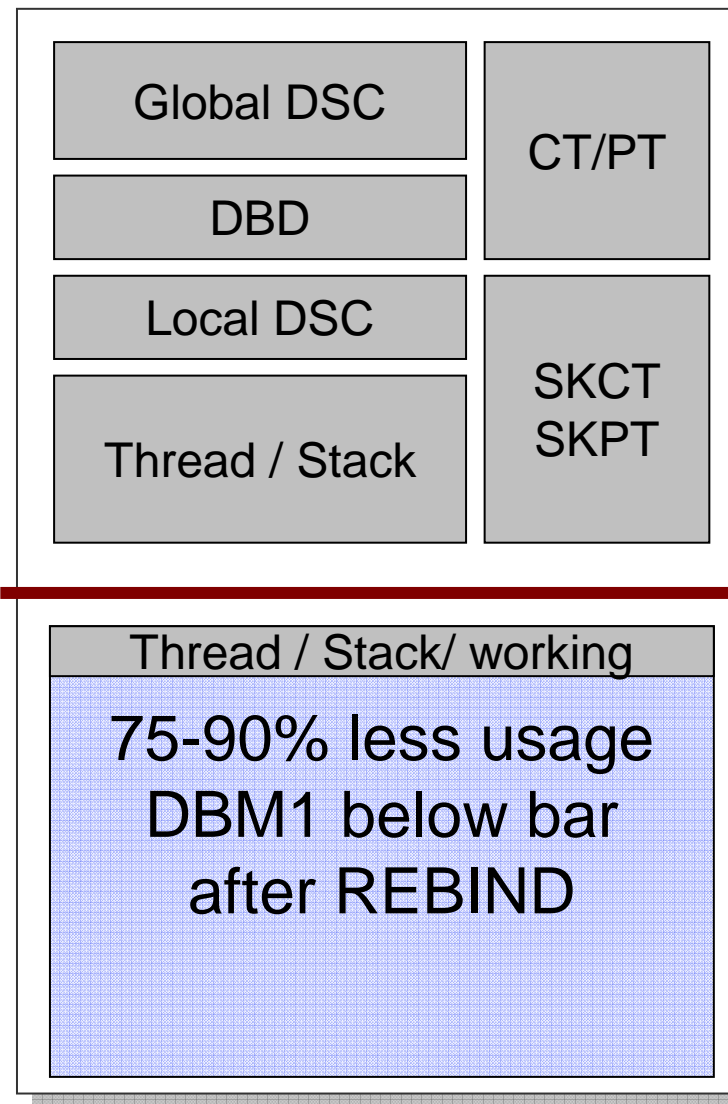 Global DSC
CT/PT
DBD
Local DSC
SKCT
SKPT
Thread / Stack
Thread / Stack/ working
75-90% less usage
DBM1 below bar
after REBIND